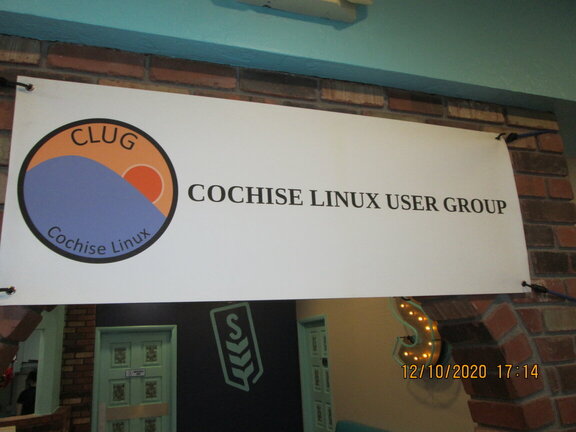 CLUG
Cochise Linux
COCHISE LINUX USER GROUP
S
S
12/10/2020 17:14